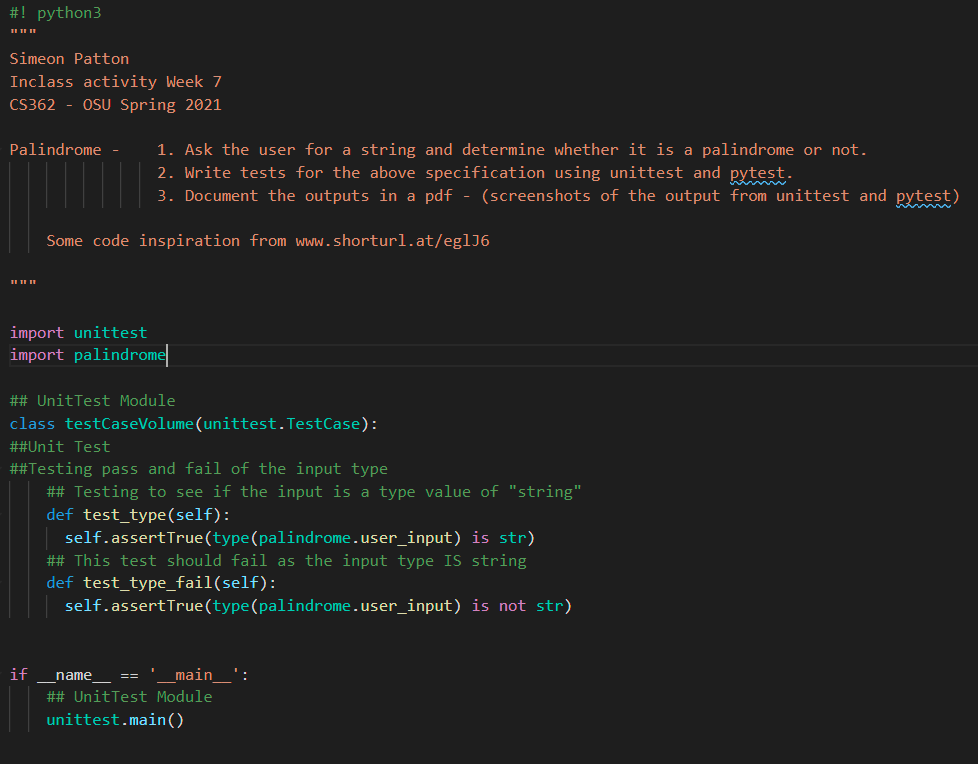 #! python3
"""
Simeon Patton
Inclass activity Week 7
CS362 - OSU Spring 2021
Palindrome -    1. Ask the user for a string and determine whether it is a palindrome or not.
2. Write tests for the above specification using unittest and pytest.
3. Document the outputs in a pdf - (screenshots of the output from unittest and pytest)
Some code inspiration from www.shorturl.at/eglJ6
"""
import unittest
import palindrome
## UnitTest Module
class testCaseVolume(unittest.TestCase):
##Unit Test
##Testing pass and fail of the input type
## Testing to see if the input is a type value of "string"
def test_type(self):
self.assertTrue(type(palindrome.user_input) is str)
## This test should fail as the input type IS string
def test_type_fail(self):
self.assertTrue(type(palindrome.user_input) is not str)
if __name__ == '__main__':
## UnitTest Module
unittest.main()